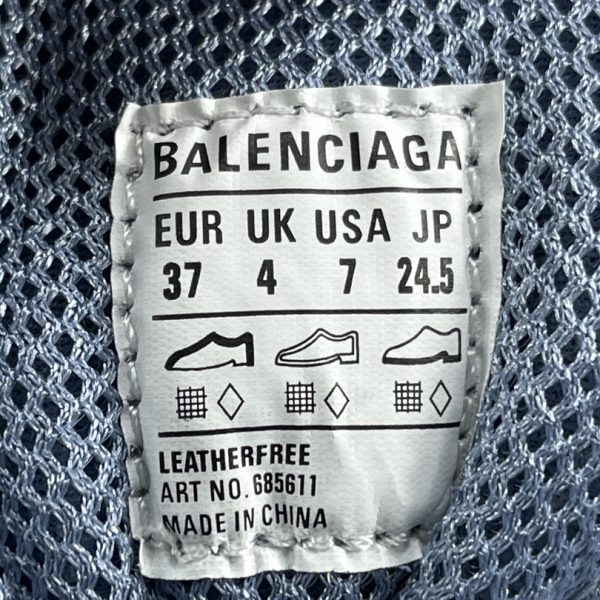 BALENCIAGA
EUR UK USA JP
37 4 7 24.5
LEATHERFREE
ART NO. 685611
MADE IN CHINA